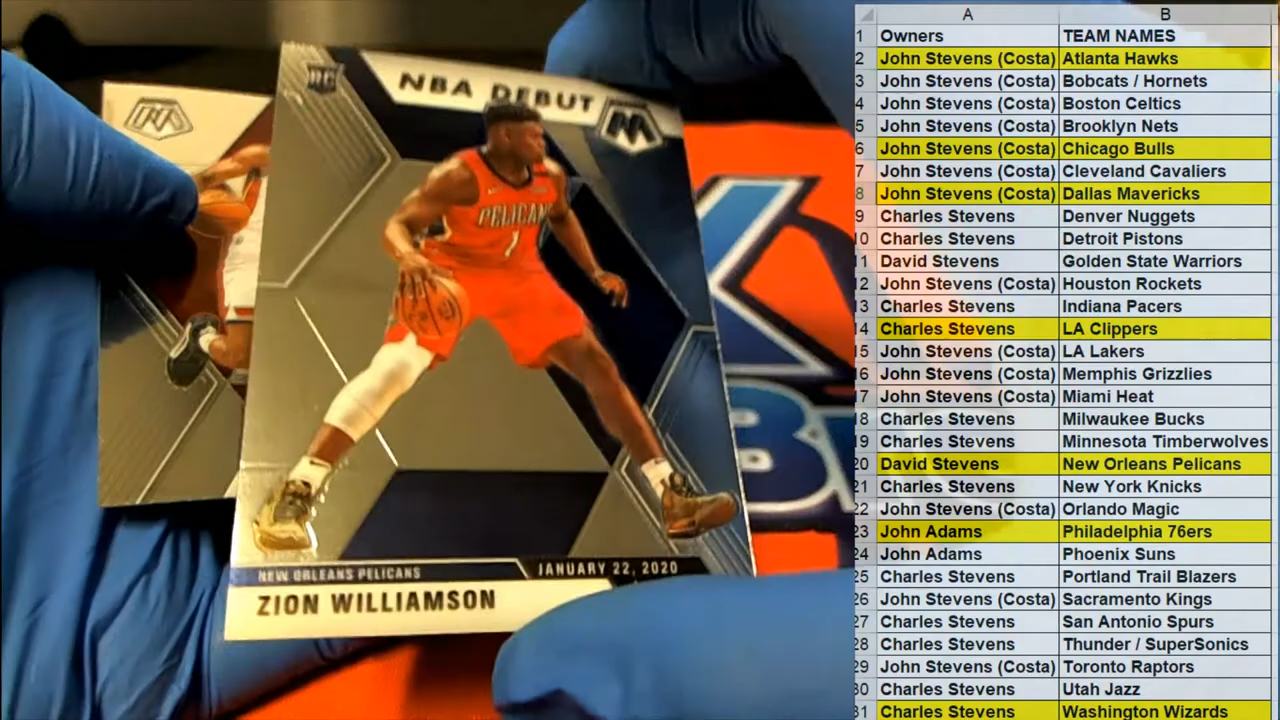 RC
NBA DEBUT
PELICANS
1
NEW ORLEANS PELICANS
JANUARY 22, 2020
ZION WILLIAMSON
A B
1 Owners TEAM NAMES
2 John Stevens (Costa) Atlanta Hawks
3 John Stevens (Costa) Bobcats / Hornets
4 John Stevens (Costa) Boston Celtics
5 John Stevens (Costa) Brooklyn Nets
6 John Stevens (Costa) Chicago Bulls
7 John Stevens (Costa) Cleveland Cavaliers
8 John Stevens (Costa) Dallas Mavericks
9 Charles Stevens Denver Nuggets
10 Charles Stevens Detroit Pistons
11 David Stevens Golden State Warriors
12 John Stevens (Costa) Houston Rockets
13 Charles Stevens Indiana Pacers
14 Charles Stevens LA Clippers
15 John Stevens (Costa) LA Lakers
16 John Stevens (Costa) Memphis Grizzlies
17 John Stevens (Costa) Miami Heat
18 Charles Stevens Milwaukee Bucks
19 Charles Stevens Minnesota Timberwolves
20 David Stevens New Orleans Pelicans
21 Charles Stevens New York Knicks
22 John Stevens (Costa) Orlando Magic
23 John Adams Philadelphia 76ers
24 John Adams Phoenix Suns
25 Charles Stevens Portland Trail Blazers
26 John Stevens (Costa) Sacramento Kings
27 Charles Stevens San Antonio Spurs
28 Charles Stevens Thunder / SuperSonics
29 John Stevens (Costa) Toronto Raptors
30 Charles Stevens Utah Jazz
31 Charles Stevens Washington Wizards